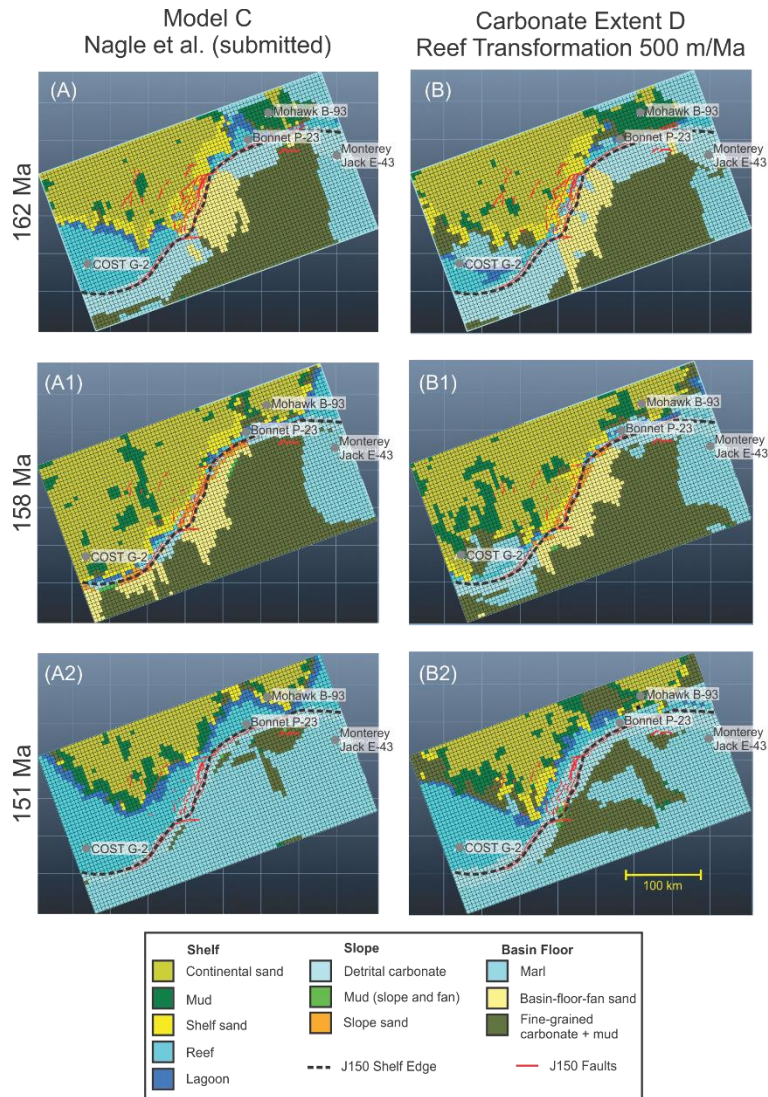 Model C
Nagle et al. (submitted)
Carbonate Extent D
Reef Transformation 500 m/Ma
162 Ma
(A)
Mohawk B-93
Bonnet P-23
Monterey
Jack E-43
COST G-2
(B)
Mohawk B-93
Bonnet P-23
Monterey
Jack E-43
COST G-2
158 Ma
(A1)
Mohawk B-93
Bonnet P-23
Monterey
Jack E-43
COST G-2
(B1)
Mohawk B-93
Bonnet P-23
Monterey
Jack E-43
COST G-2
151 Ma
(A2)
Mohawk B-93
Bonnet P-23
Monterey
Jack E-43
COST G-2
(B2)
Mohawk B-93
Bonnet P-23
Monterey
Jack E-43
COST G-2
100 km
Shelf
Continental sand
Mud
Shelf sand
Reef
Lagoon
Slope
Detrital carbonate
Mud (slope and fan)
Slope sand
J150 Shelf Edge
Basin Floor
Marl
Basin-floor-fan sand
Fine-grained
carbonate + mud
J150 Faults